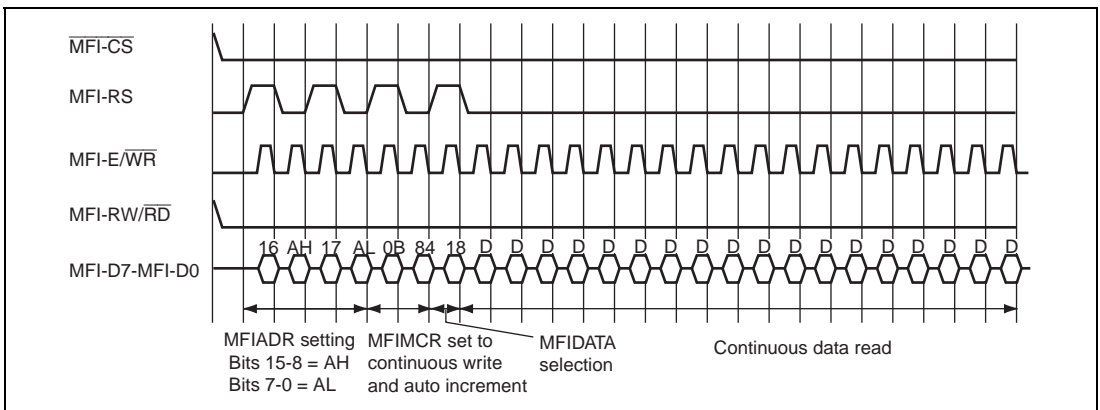 MFI-CS
MFI-RS
MFI-E/WR
MFI-RW/RD
16 AH 17 AL 0B 84 18 D D D D D D D D D D D D D D D D D D
MFI-D7-MFI-D0
MFIADR setting
Bits 15-8 = AH
Bits 7-0 = AL
MFIMCR set to
continuous write
and auto increment
MFIDATA
selection
Continuous data read